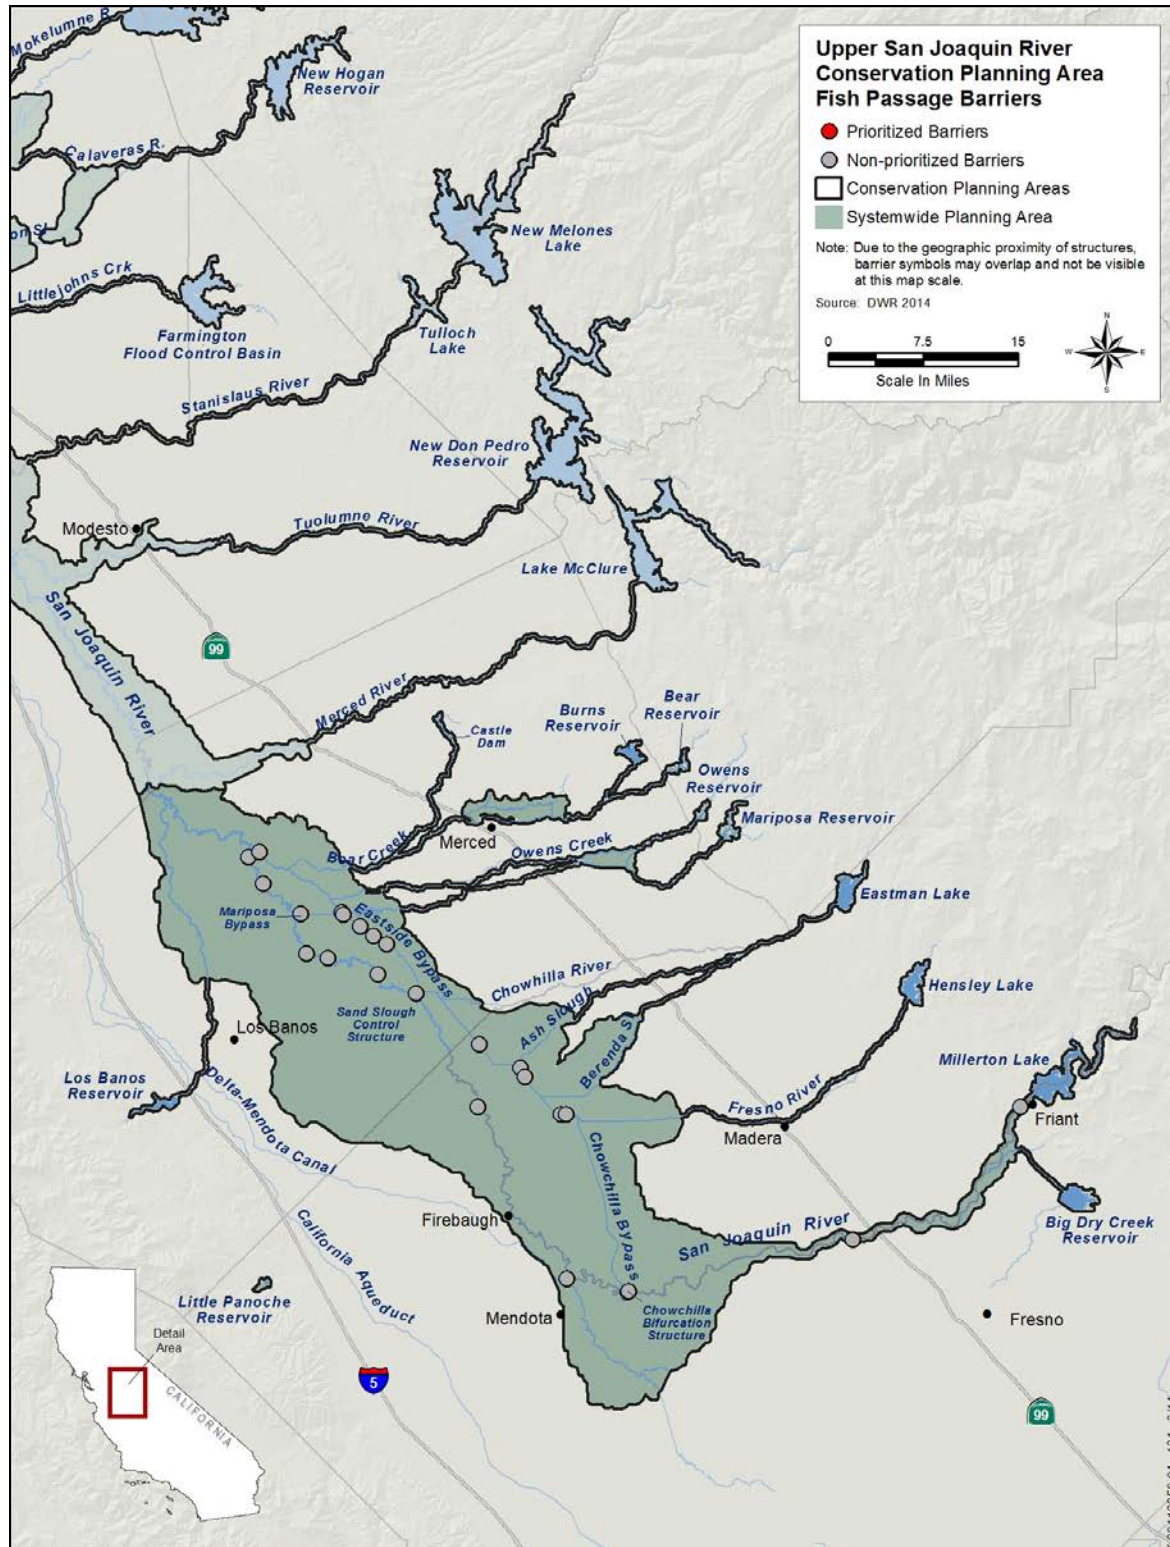 Upper San Joaquin River
Conservation Planning Area
Fish Passage Barriers
Prioritized Barriers
Non-prioritized Barriers
Conservation Planning Areas
Systemwide Planning Area
Note: Due to the geographic proximity of structures,
barrier symbols may overlap and not be visible
at this map scale.
Source: DWR 2014
0 7.5 15
Scale In Miles
N
W E
S
Mokelumne R.
New Hogan
Reservoir
Calaveras R.
New Melones
Lake
Littlejohns Crk
Farmington
Flood Control Basin
Tulloch
Lake
Stanislaus River
New Don Pedro
Reservoir
Modesto
Tuolumne River
Lake McClure
San Joaquin River
99
Merced River
Castle
Dam
Burns
Reservoir
Bear
Reservoir
Owens
Reservoir
Mariposa Reservoir
Merced
Bear Creek
Owens Creek
Eastman Lake
Mariposa
Bypass
Eastside Bypass
Chowhilla River
Hensley Lake
Sand Slough
Control
Structure
Ash Slough
Berenda S
Los Banos
Los Banos
Reservoir
Delta-Mendota Canal
Millerton Lake
Fresno River
Friant
Madera
Chowchilla Bypass
Firebaugh
San Joaquin River
Big Dry Creek
Reservoir
California Aqueduct
Little Panoche
Reservoir
Mendota
Chowchilla
Bifurcation
Structure
Fresno
Detail
Area
CALIFORNIA
5
99